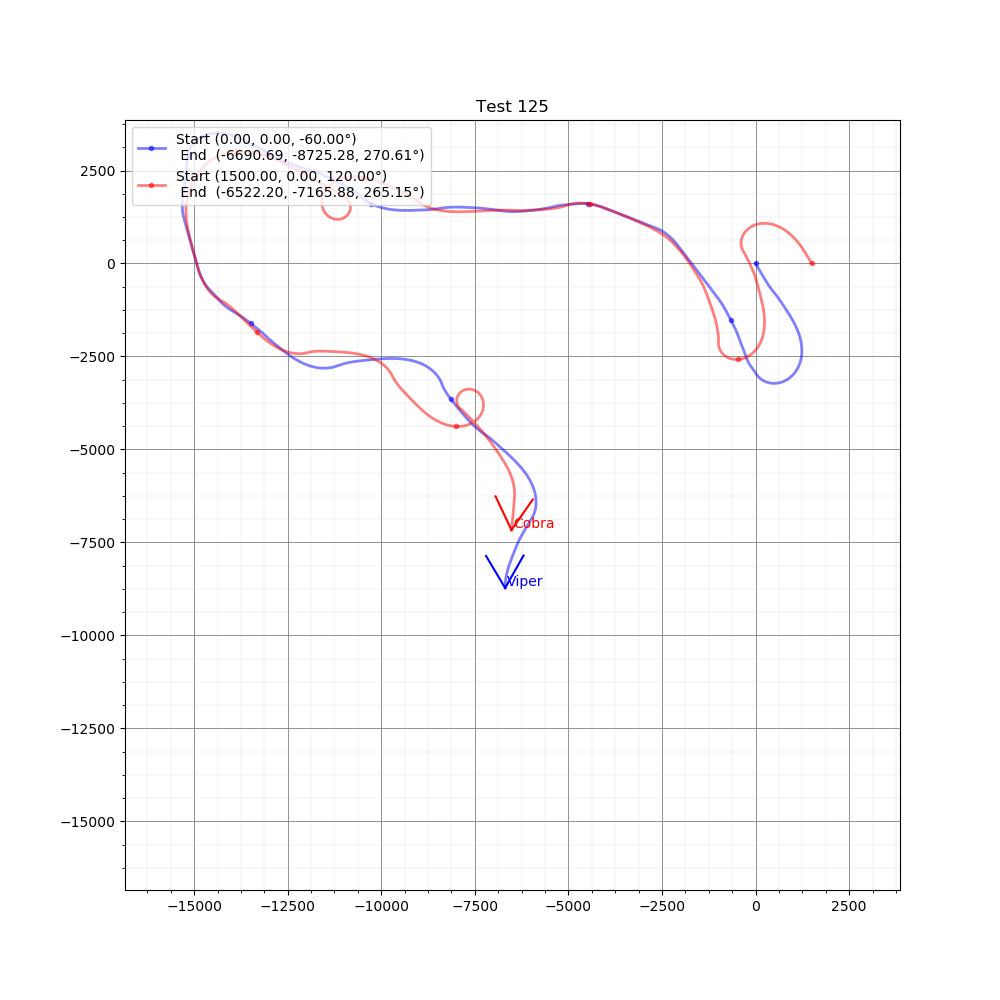 Test 125
Start (0.00, 0.00, -60.00°)
End  (-6690.69, -8725.28, 270.61°)
Start (1500.00, 0.00, 120.00°)
End  (-6522.20, -7165.88, 265.15°)
2500
0
−2500
−5000
−7500
−10000
−12500
−15000
Cobra
Viper
−15000 −12500 −10000 −7500 −5000 −2500 0 2500